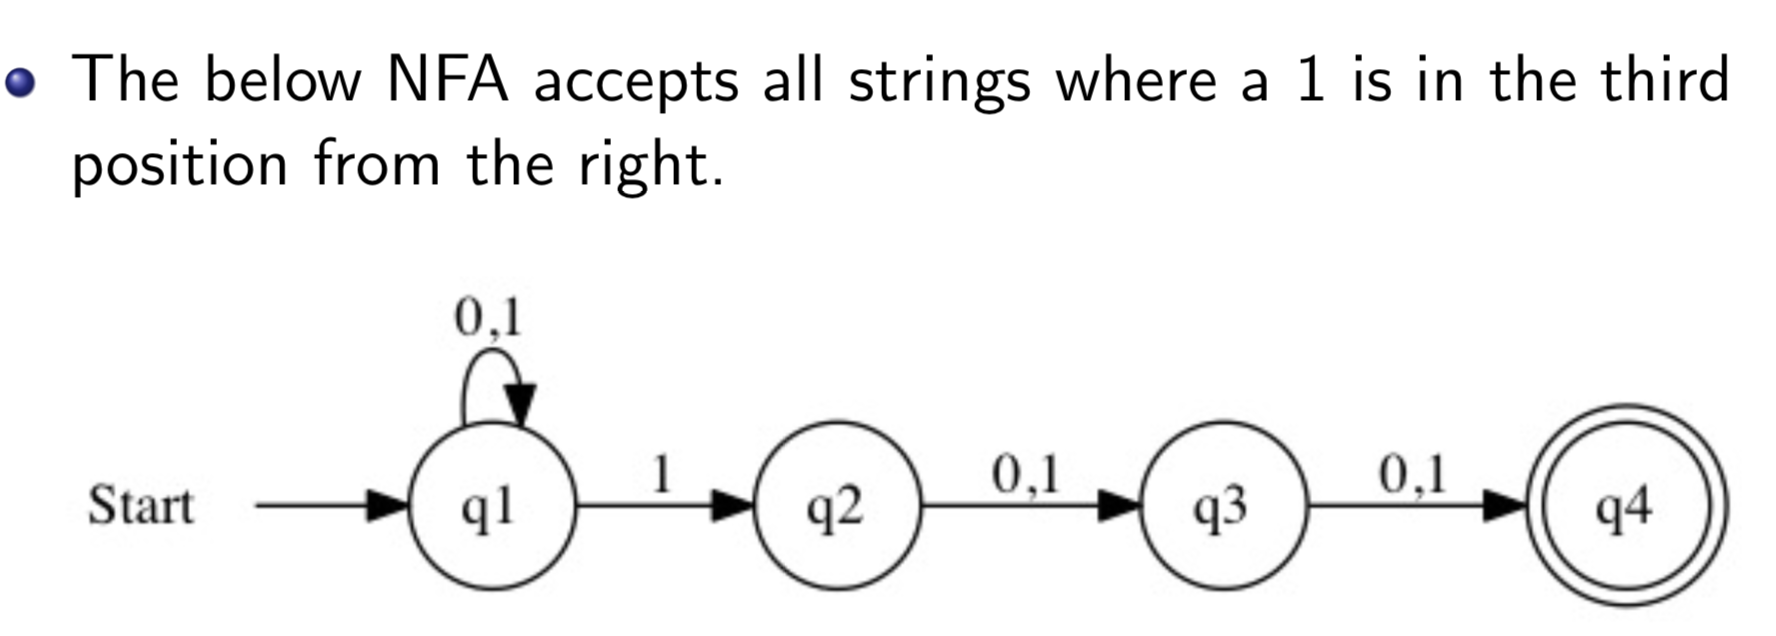 The below NFA accepts all strings where a 1 is in the third
position from the right.
0,1
Start q1 1 q2 0,1 q3 0,1 q4